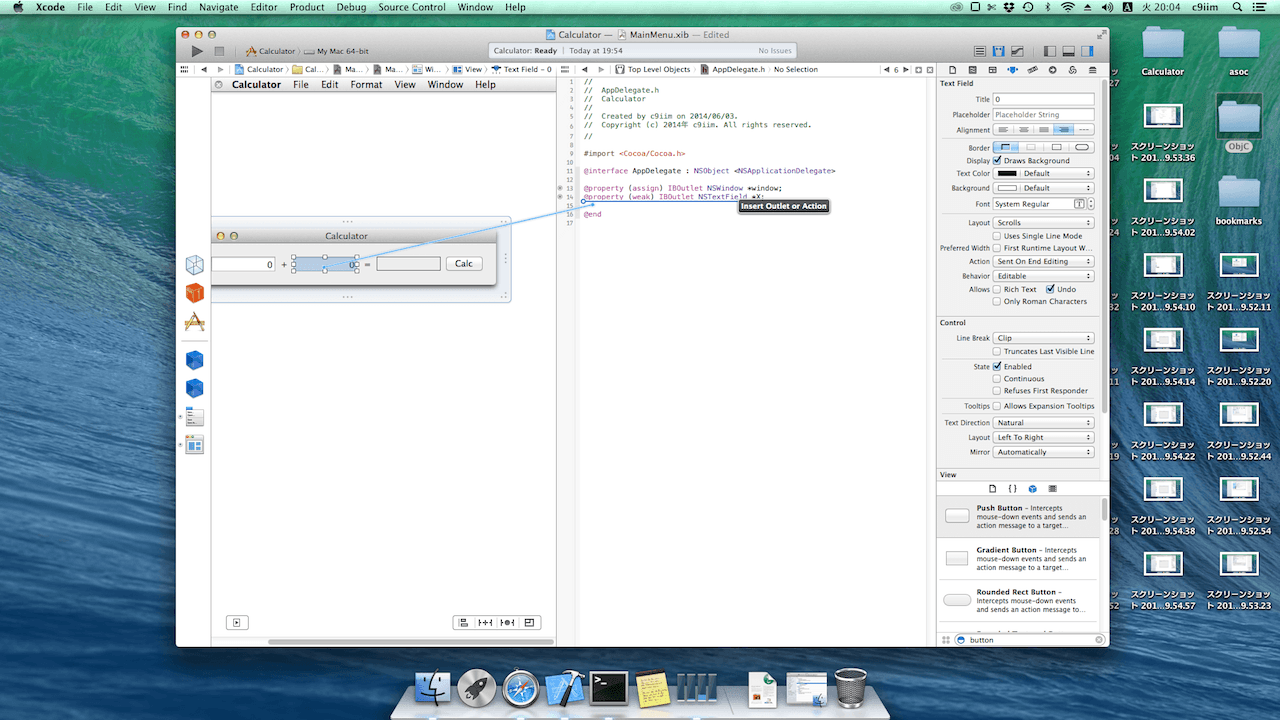 Xcode File Edit View Find Navigate Editor Product Debug Source Control Window Help
A 火 20:04 c9iim
Calculator — MainMenu.xib — Edited
Calculator My Mac 64-bit
Calculator: Ready | Today at 19:54 No Issues
Calculator Cal... Ma... Ma... Wi... View Text Field – 0
Top Level Objects AppDelegate.h No Selection
6
Calculator File Edit Format View Window Help
Calculator
0 + 0 = Calc
1 //
2 // AppDelegate.h
3 // Calculator
4 //
5 // Created by c9iim on 2014/06/03.
6 // Copyright (c) 2014年 c9iim. All rights reserved.
7 //
8
9 #import <Cocoa/Cocoa.h>
10
11 @interface AppDelegate : NSObject <NSApplicationDelegate>
12
13 @property (assign) IBOutlet NSWindow *window;
14 @property (weak) IBOutlet NSTextField *X;
15
16 @end
17
Insert Outlet or Action
Text Field
Title 0
Placeholder Placeholder String
Alignment
Border
Display Draws Background
Text Color Default
Background Default
Font System Regular
Layout Scrolls
Uses Single Line Mode
Preferred Width First Runtime Layout W...
Action Sent On End Editing
Behavior Editable
Allows Rich Text Undo
Only Roman Characters
Control
Line Break Clip
Truncates Last Visible Line
State Enabled
Continuous
Refuses First Responder
Tooltips Allows Expansion Tooltips
Text Direction Natural
Layout Left To Right
Mirror Automatically
View
{ }
Push Button – Intercepts
mouse-down events and sends an
action message to a target...
Gradient Button – Intercepts
mouse-down events and sends an
action message to a target...
Rounded Rect Button –
Intercepts mouse-down events
and sends an action message to...
button
Calculator
asoc
スクリーンショッ
ト 201...9.53.36
ObjC
スクリーンショッ
ト 201...9.54.02
bookmarks
スクリーンショッ
ト 201...9.54.10
スクリーンショッ
ト 201...9.52.11
スクリーンショッ
ト 201...9.54.14
スクリーンショッ
ト 201...9.52.20
スクリーンショッ
ト 201...9.54.22
スクリーンショッ
ト 201...9.52.44
スクリーンショッ
ト 201...9.54.38
スクリーンショッ
ト 201...9.52.54
スクリーンショッ
ト 201...9.54.57
スクリーンショッ
ト 201...9.53.23